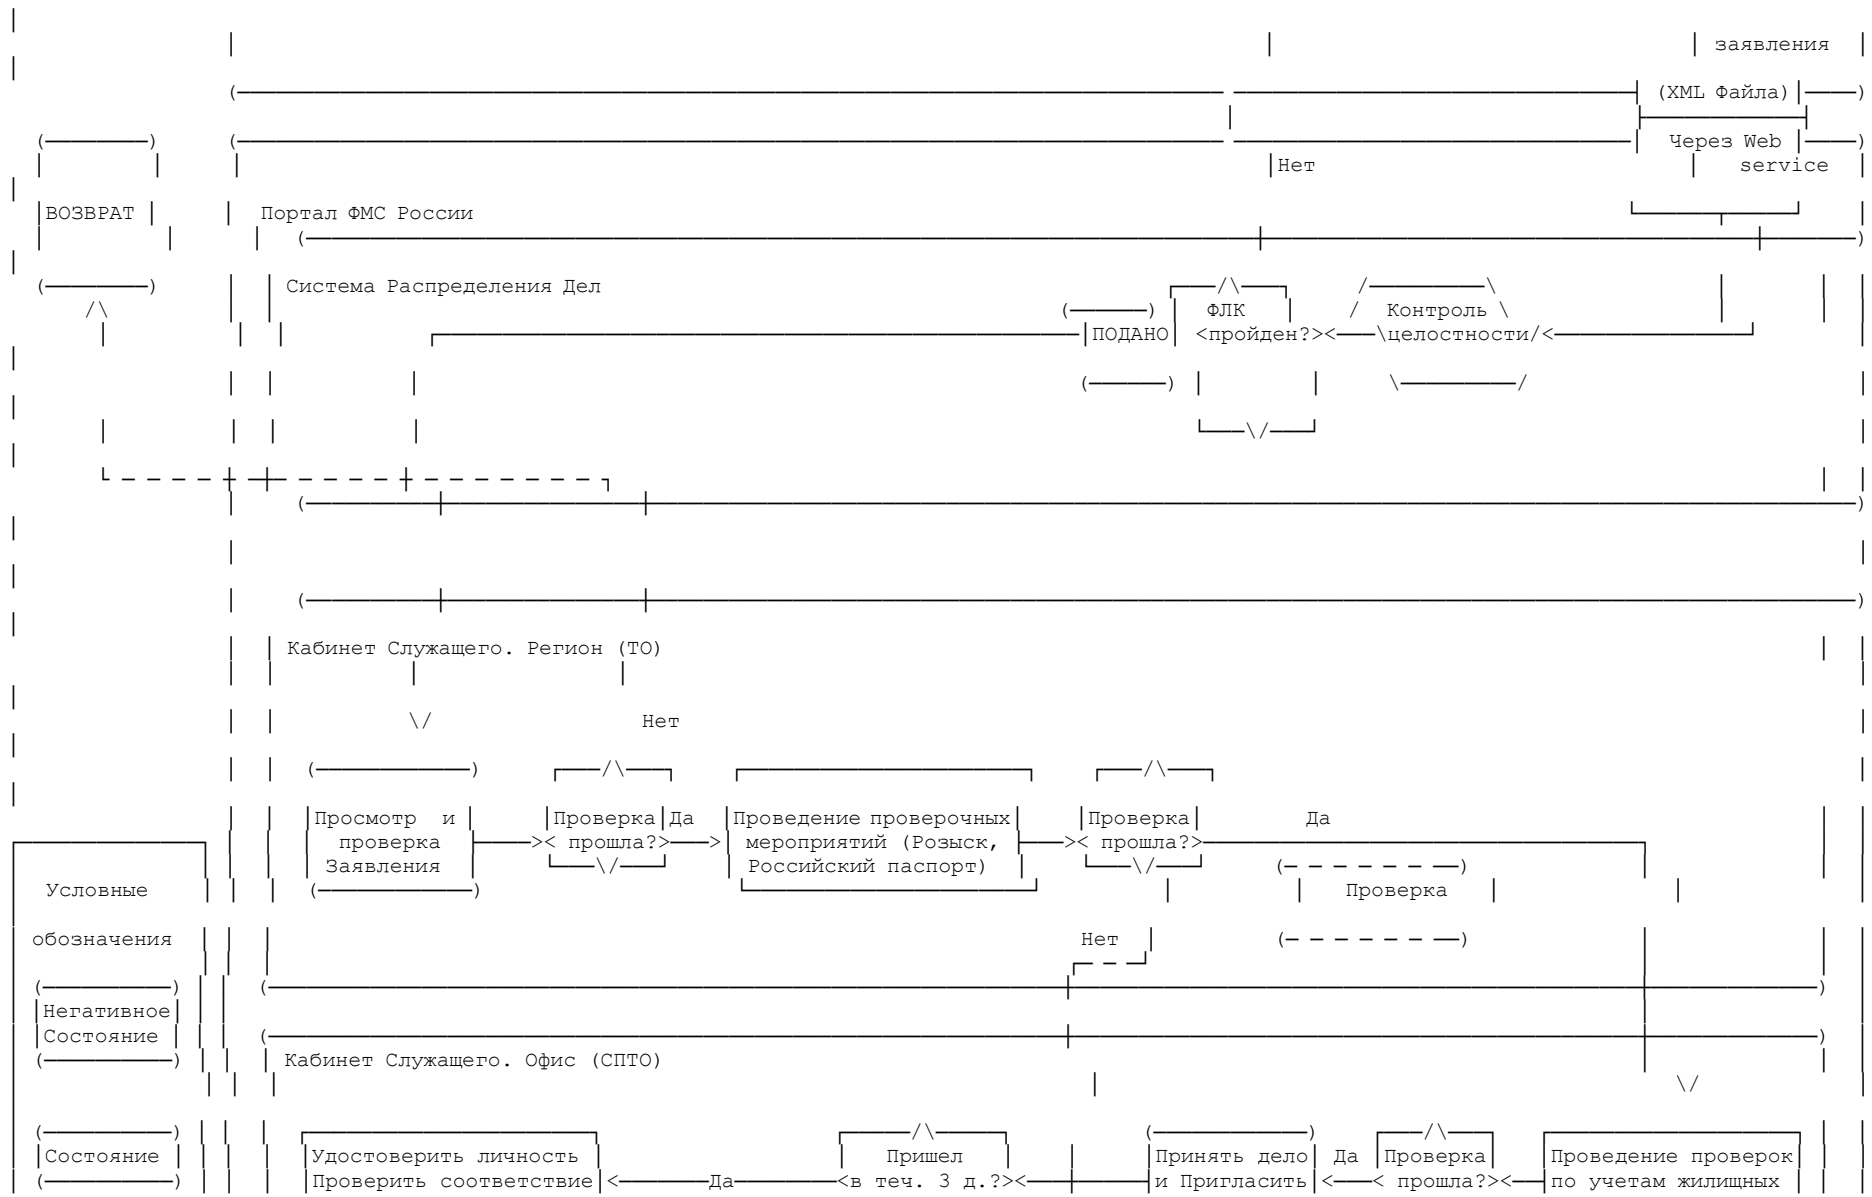 заявления
(XML Файла)
Через Web
Нет service
ВОЗВРАТ Портал ФМС России
Система Распределения Дел
ФЛК Контроль
ПОДАНО <пройден?>< \целостности/<
Кабинет Служащего. Регион (ТО)
Нет
Просмотр и Проверка Да Проведение проверочных Проверка Да
проверка >< прошла?> > мероприятий (Розыск, >< прошла?>
Заявления Российский паспорт)
Условные Проверка
обозначения Нет
Негативное
Состояние
Кабинет Служащего. Офис (СПТО)
Пришел
Состояние Удостоверить личность Принять дело Да Проверка Проведение проверок
Проверить соответствие < Да <в теч. 3 д.?>< и Пригласить < < прошла?>< по учетам жилищных